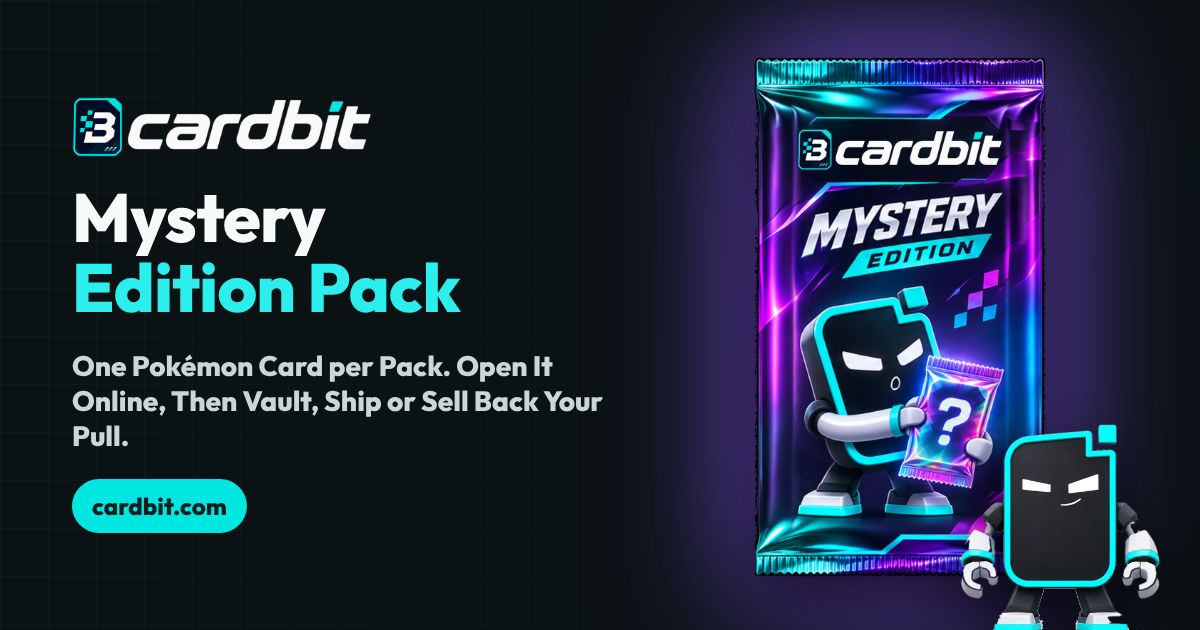 B cardbit
Mystery
Edition Pack
One Pokémon Card per Pack. Open It
Online, Then Vault, Ship or Sell Back Your
Pull.
cardbit.com
B cardbit
MYSTERY
EDITION
?